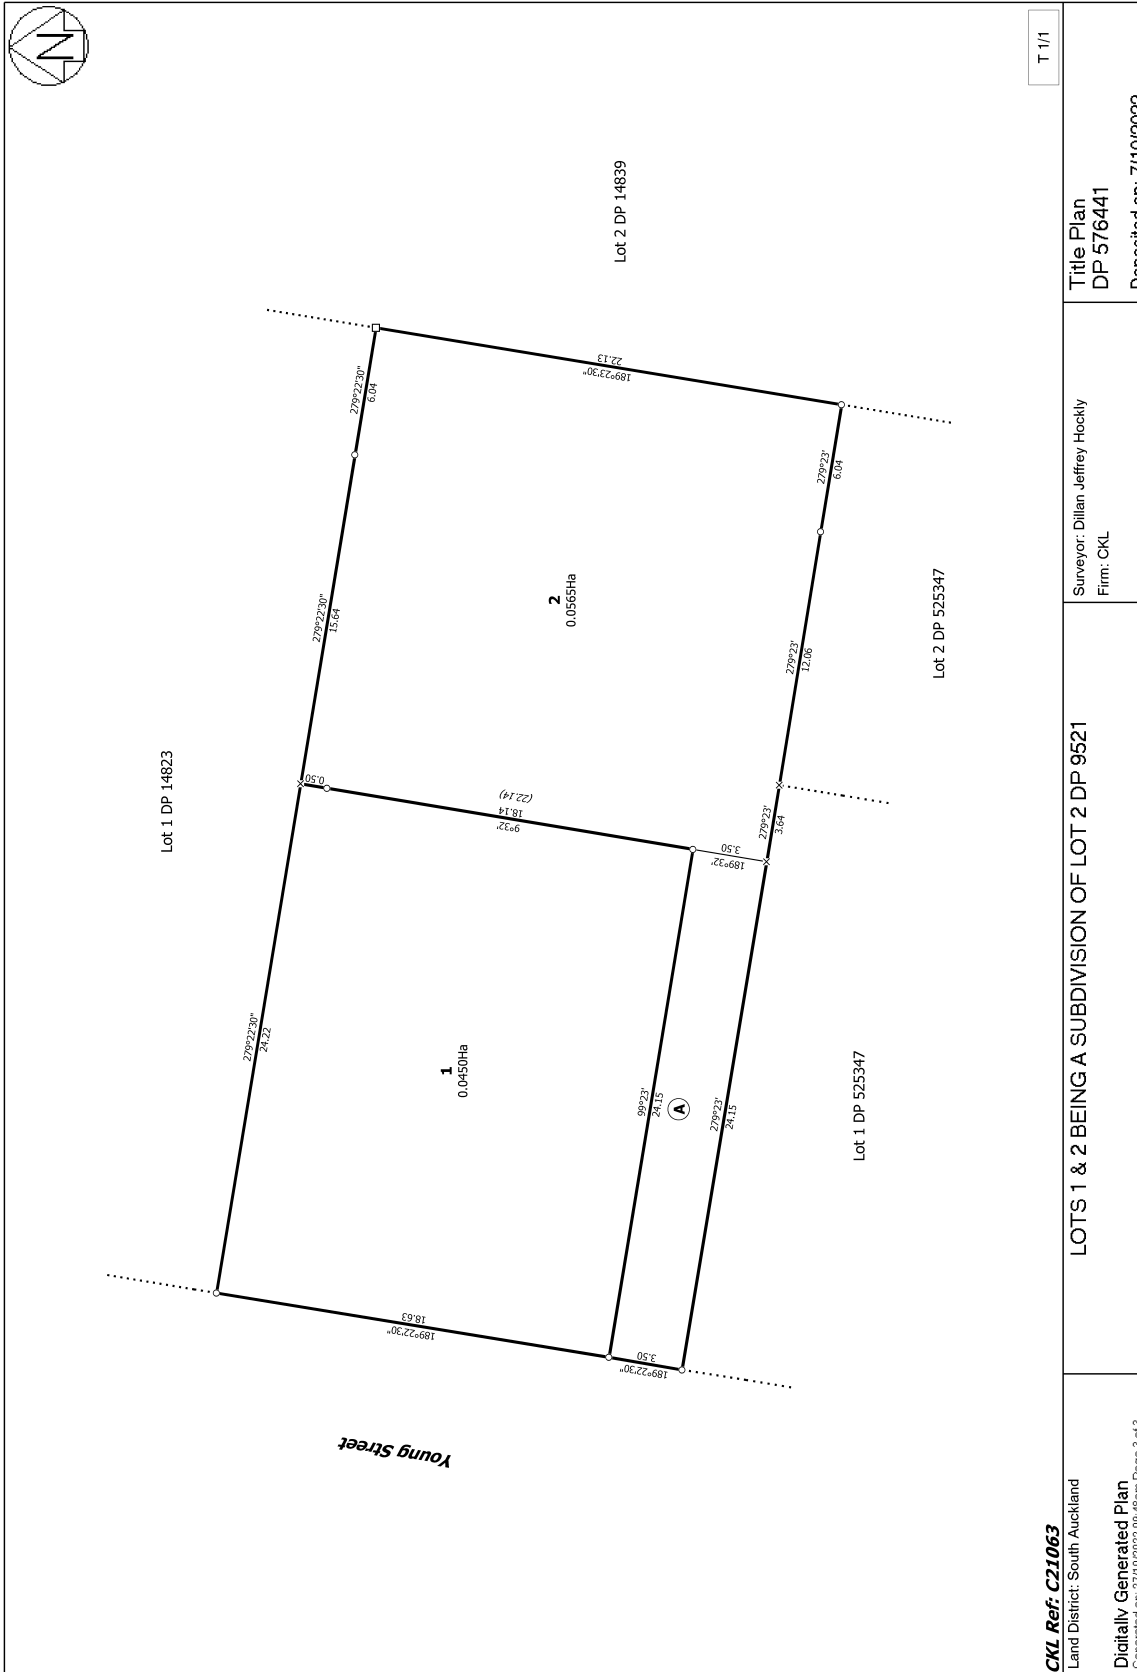 N
T 1/1
Lot 1 DP 14823
Lot 2 DP 14839
279°22'30"
24.22
279°22'30"
15.64
279°22'30"
6.04
0.50
(22.14)
18.14
9°32'
22.13
189°23'30"
1
0.0450Ha
2
0.0565Ha
18.63
189°22'30"
3.50
189°22'30"
99°23'
24.15
A
279°23'
24.15
3.50
189°32'
279°23'
3.64
279°23'
12.06
279°23'
6.04
Young Street
Lot 1 DP 525347
Lot 2 DP 525347
CKL Ref: C21063
Land District: South Auckland
Digitally Generated Plan
LOTS 1 & 2 BEING A SUBDIVISION OF LOT 2 DP 9521
Surveyor: Dillan Jeffrey Hockly
Firm: CKL
Title Plan
DP 576441
Deposited on: 7/10/2022